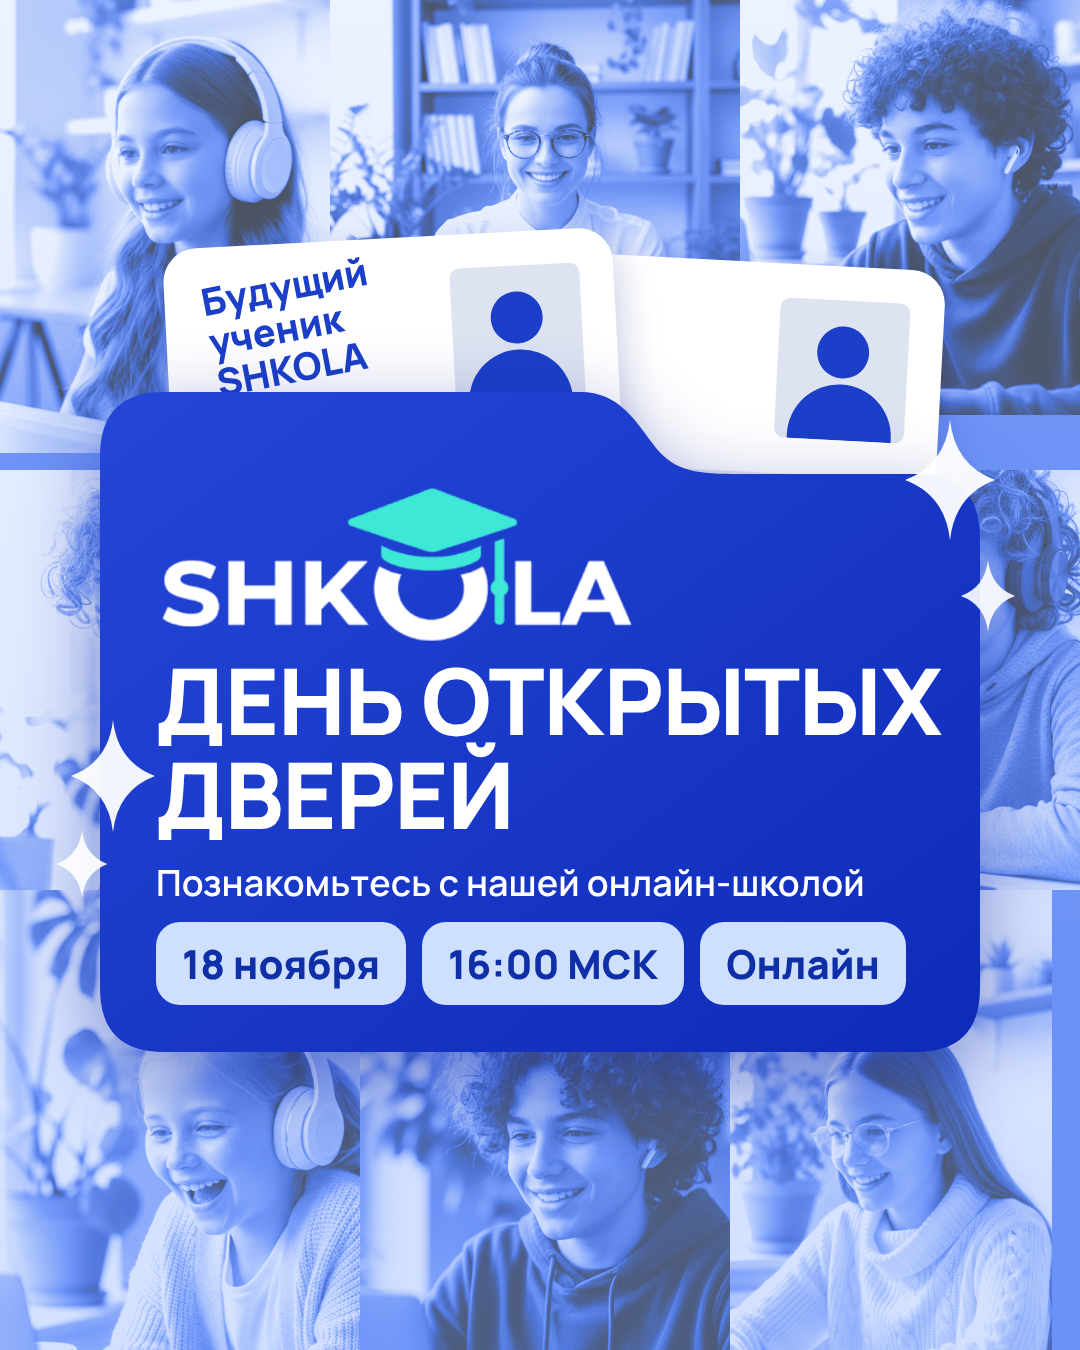 Будущий
ученик
SHKOLA
SHKOLA
ДЕНЬ ОТКРЫТЫХ
ДВЕРЕЙ
Познакомьтесь с нашей онлайн-школой
18 ноября
16:00 МСК
Онлайн